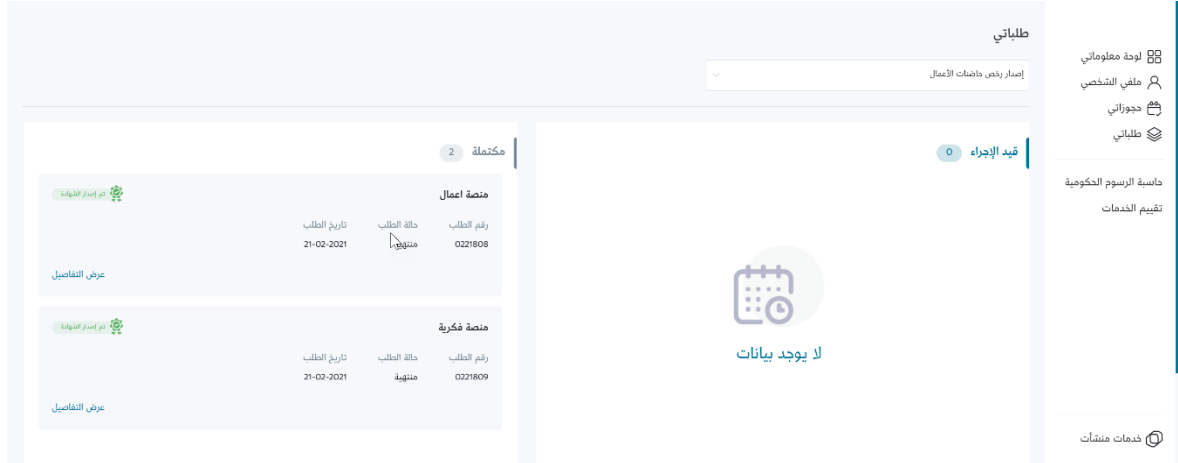 لوحة معلوماتي
ملفي الشخصي
حجوزاتي
طلباتي
حاسبة الرسوم الحكومية
تقييم الخدمات
خدمات منشآت
طلباتي
إصدار رخص حاضنات الأعمال
قيد الإجراء 0
لا يوجد بيانات
مكتملة 2
منصة اعمال
تم إصدار الشهادة
رقم الطلب حالة الطلب تاريخ الطلب
0221808 منتهية 21-02-2021
عرض التفاصيل
منصة فكرية
تم إصدار الشهادة
رقم الطلب حالة الطلب تاريخ الطلب
0221809 منتهية 21-02-2021
عرض التفاصيل